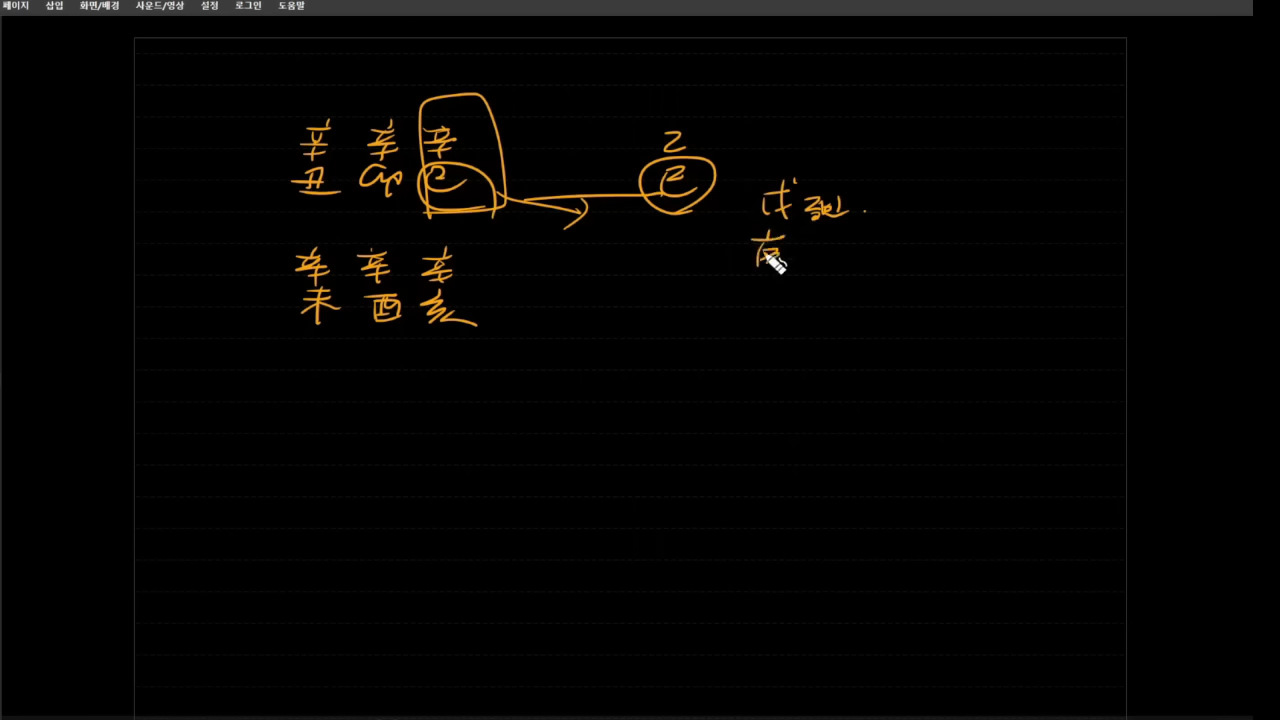 페이지 삽입 화면/배경 사운드/영상 설정 로그인 도움말
辛 辛 辛 乙
丑 卯 巳 巳
戊
辛 辛 辛
未 酉 亥